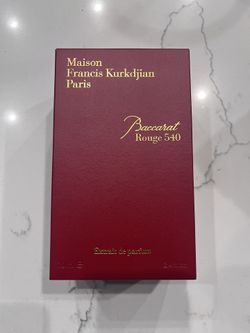 Maison
Francis Kurkdjian
Paris
Baccarat
Rouge 540
Extrait de parfum